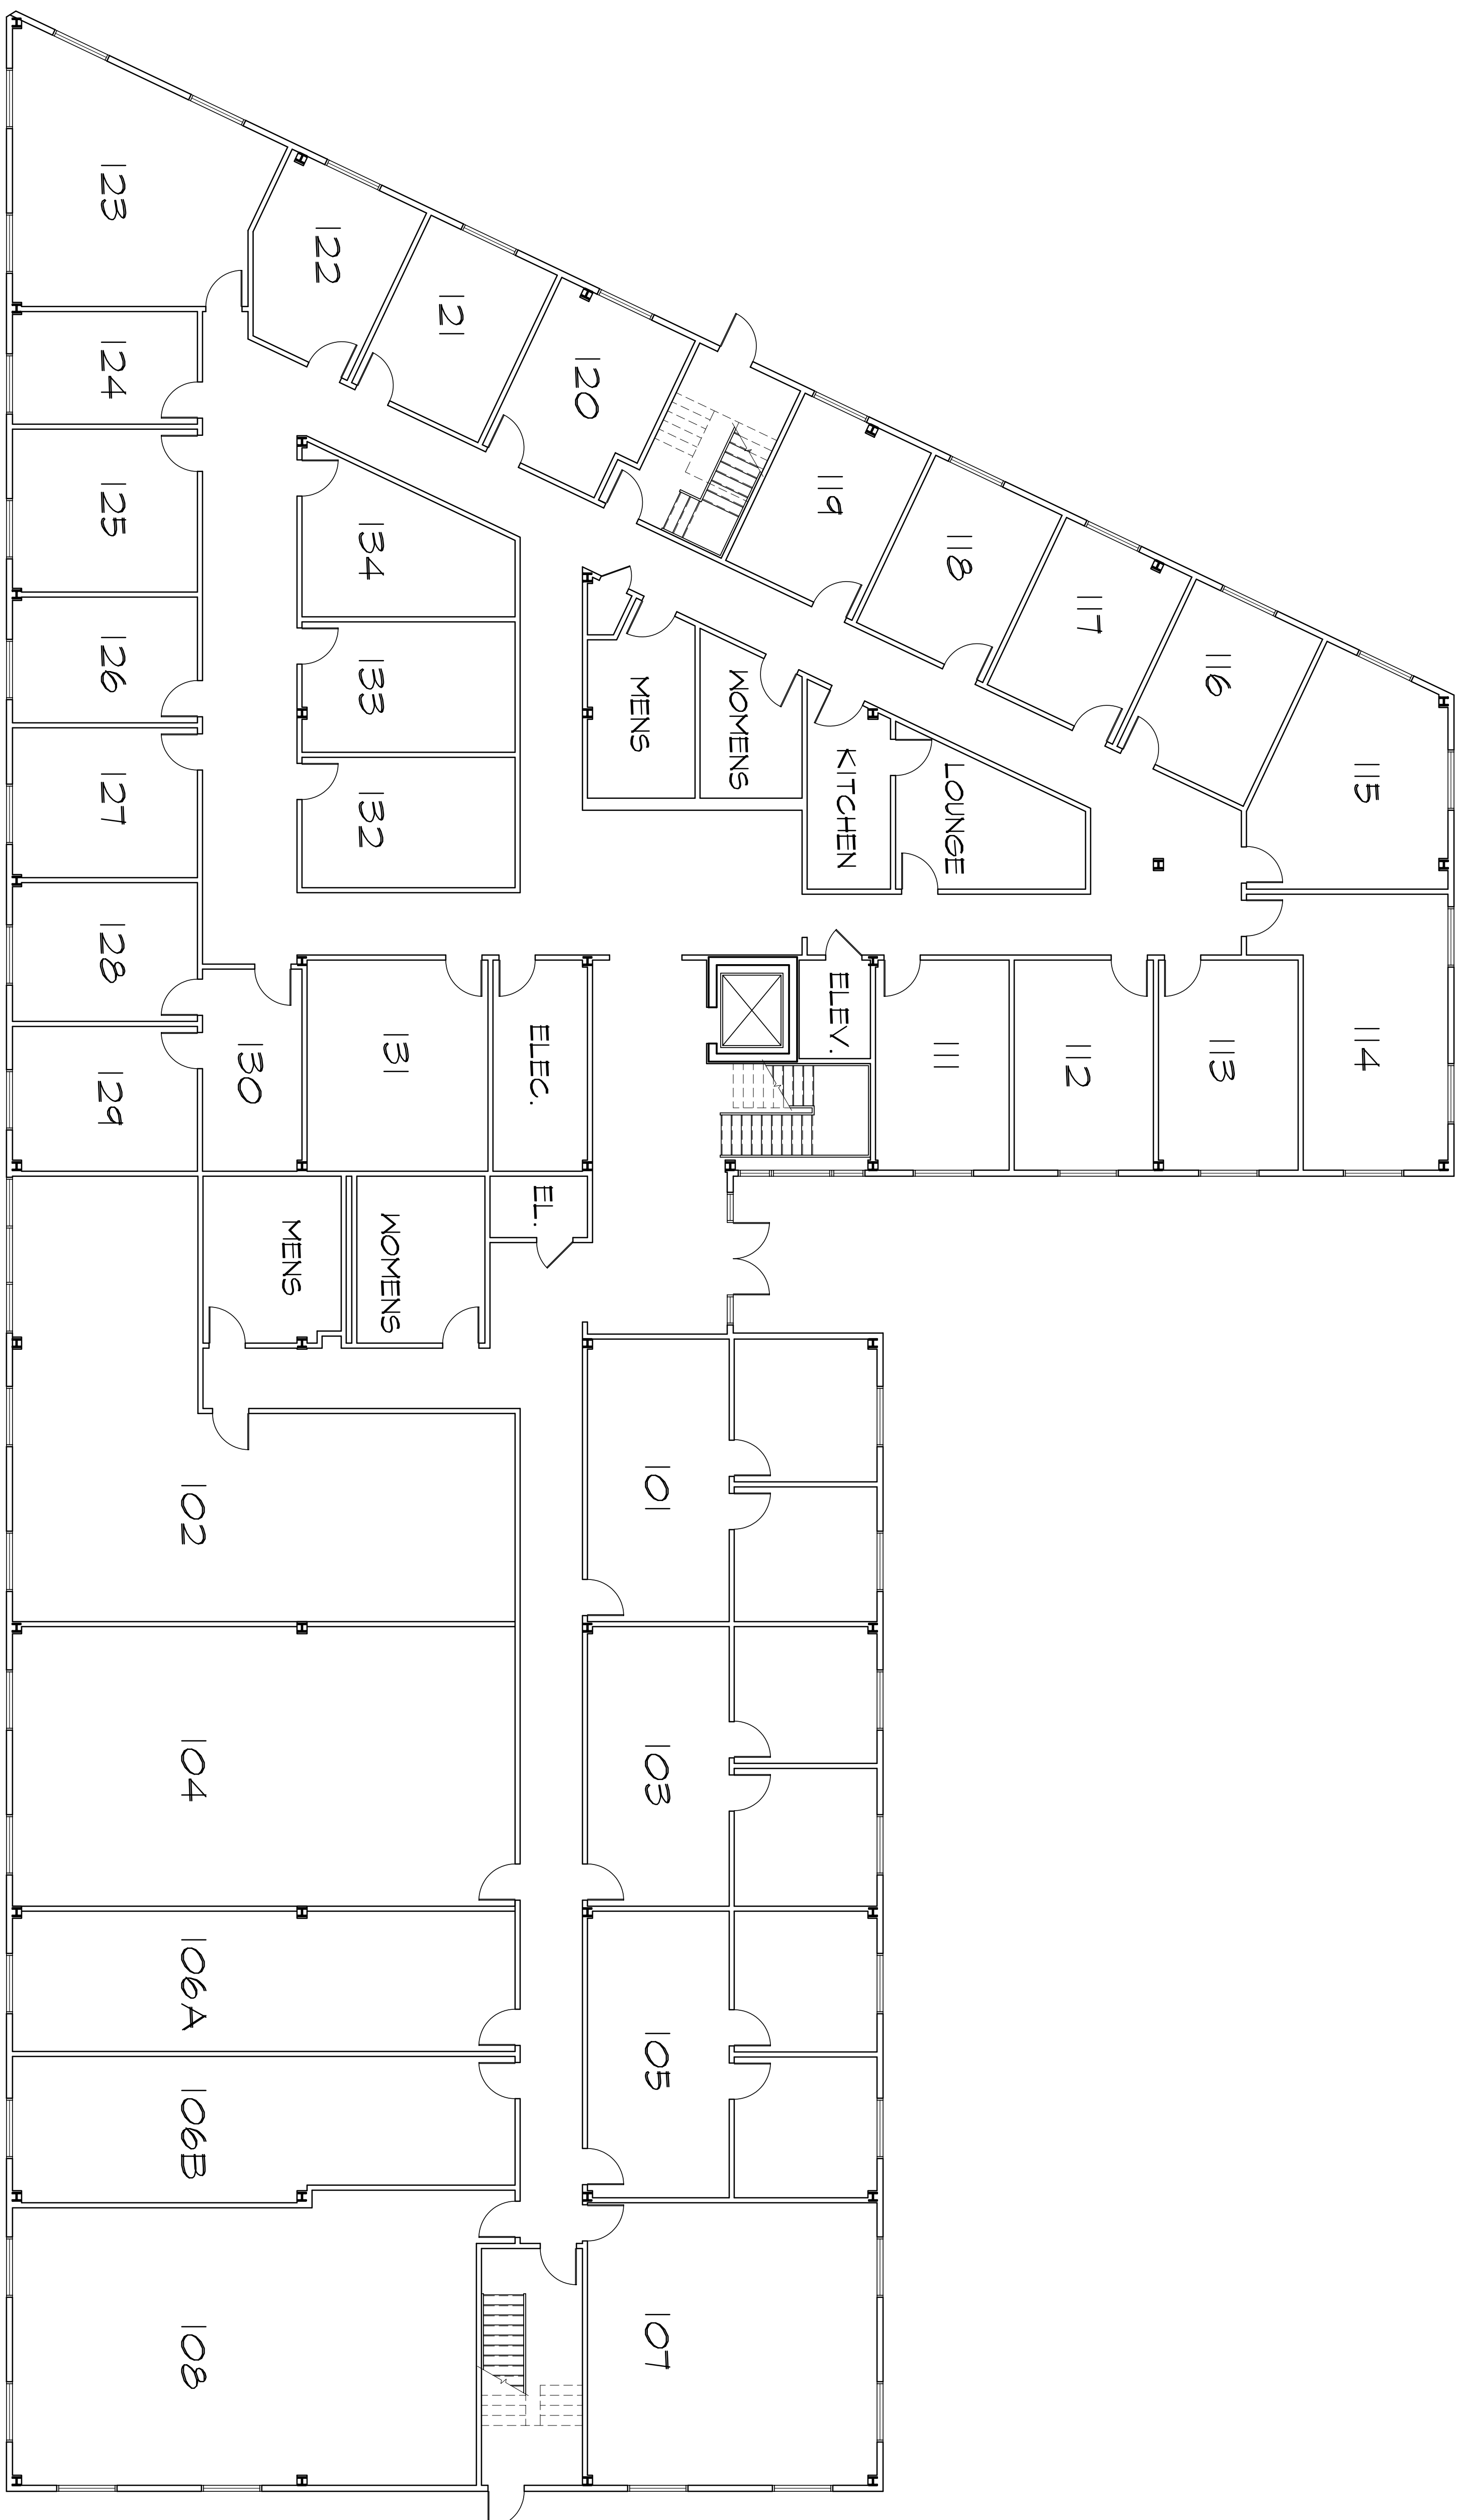 123
122
121
120
119
118
117
116
115
124
125
126
127
128
129
130
131
134
133
132
MENS
WOMENS
KITCHEN
LOUNGE
ELEC.
ELEV.
111
112
113
114
EL.
MENS
WOMENS
102
101
104
103
106A
105
106B
108
107